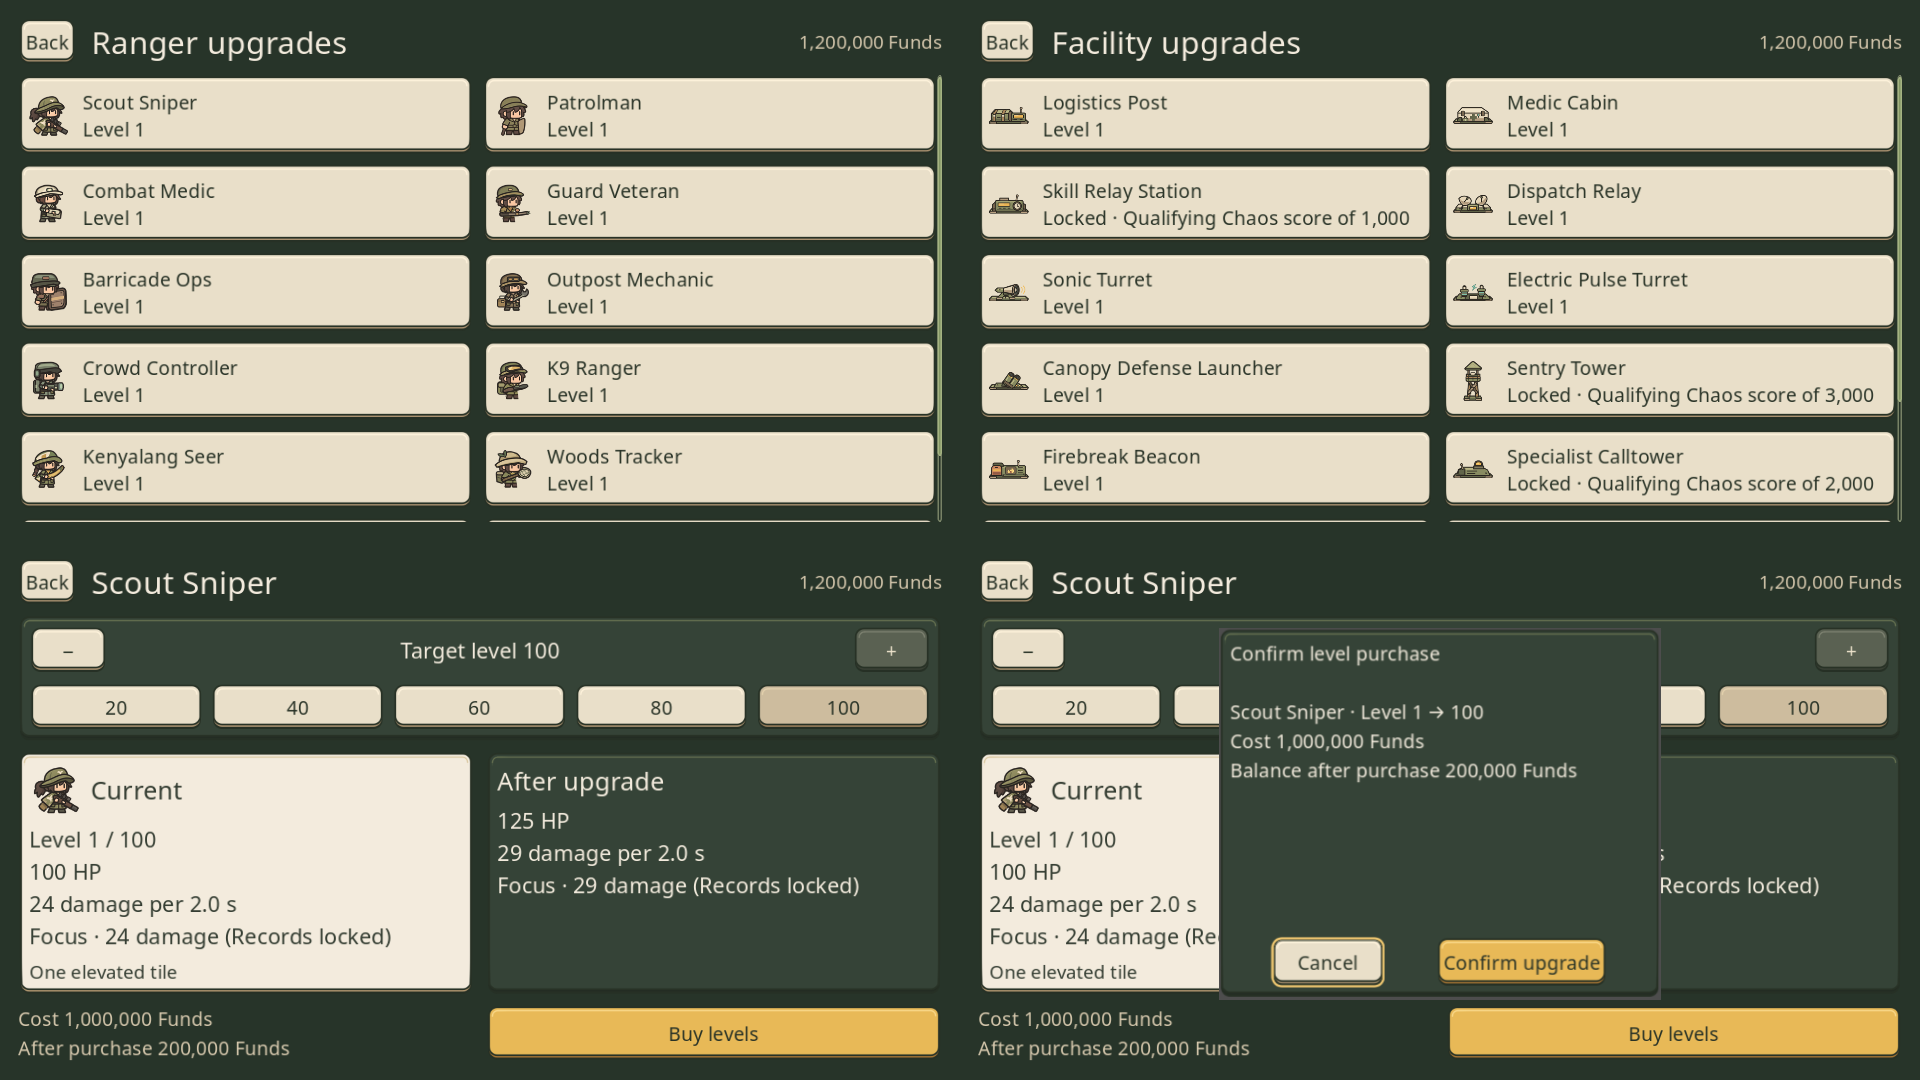 Back
Ranger upgrades
1,200,000 Funds
Scout Sniper
Level 1
Patrolman
Level 1
Combat Medic
Level 1
Guard Veteran
Level 1
Barricade Ops
Level 1
Outpost Mechanic
Level 1
Crowd Controller
Level 1
K9 Ranger
Level 1
Kenyalang Seer
Level 1
Woods Tracker
Level 1
Back
Facility upgrades
1,200,000 Funds
Logistics Post
Level 1
Medic Cabin
Level 1
Skill Relay Station
Locked · Qualifying Chaos score of 1,000
Dispatch Relay
Level 1
Sonic Turret
Level 1
Electric Pulse Turret
Level 1
Canopy Defense Launcher
Level 1
Sentry Tower
Locked · Qualifying Chaos score of 3,000
Firebreak Beacon
Level 1
Specialist Calltower
Locked · Qualifying Chaos score of 2,000
Back
Scout Sniper
1,200,000 Funds
–
Target level 100
+
20
40
60
80
100
Current
Level 1 / 100
100 HP
24 damage per 2.0 s
Focus · 24 damage (Records locked)
One elevated tile
After upgrade
125 HP
29 damage per 2.0 s
Focus · 29 damage (Records locked)
Cost 1,000,000 Funds
After purchase 200,000 Funds
Buy levels
Back
Scout Sniper
1,200,000 Funds
–
+
20
100
Current
Level 1 / 100
100 HP
24 damage per 2.0 s
Focus · 24 damage (Re
One elevated tile
Confirm level purchase
Scout Sniper · Level 1 → 100
Cost 1,000,000 Funds
Balance after purchase 200,000 Funds
Cancel
Confirm upgrade
s
Records locked)
Cost 1,000,000 Funds
After purchase 200,000 Funds
Buy levels